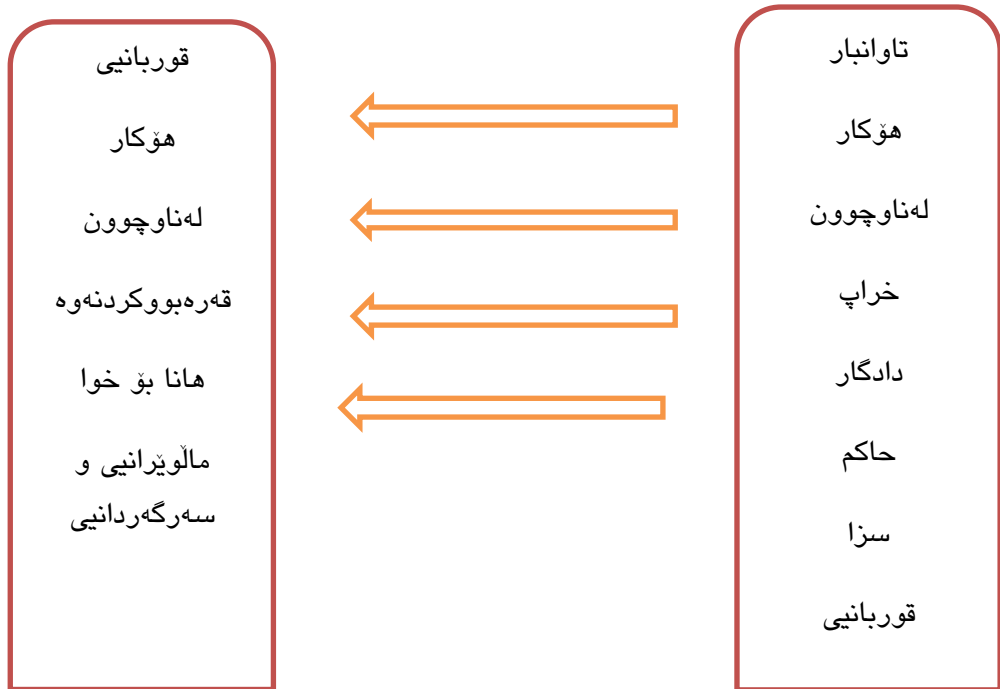 تاوانبار
هۆکار
لەناوچوون
خراپ
دادگار
حاکم
سزا
قوربانیی
قوربانیی
هۆکار
لەناوچوون
قەرەبووکردنەوە
هانا بۆ خوا
ماڵوێرانیی و
سەرگەردانیی